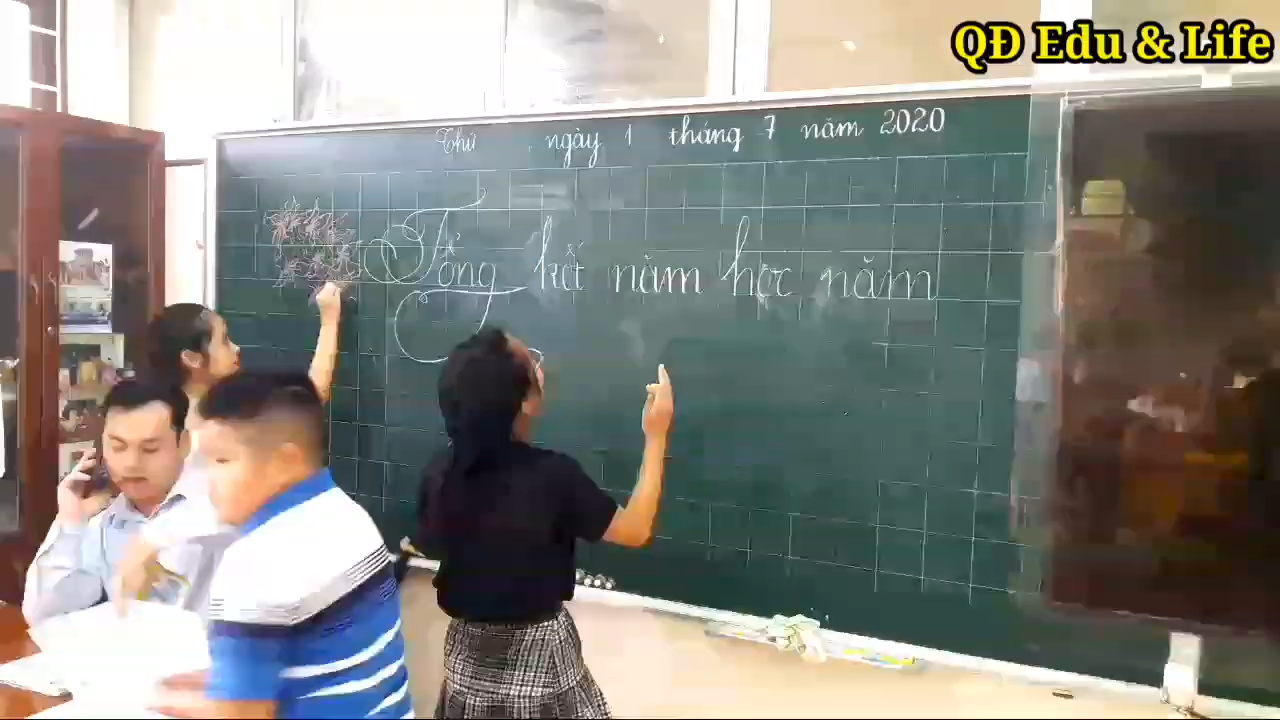 QĐ Edu & Life
Thứ , ngày 1 tháng 7 năm 2020
Tổng kết năm học năm